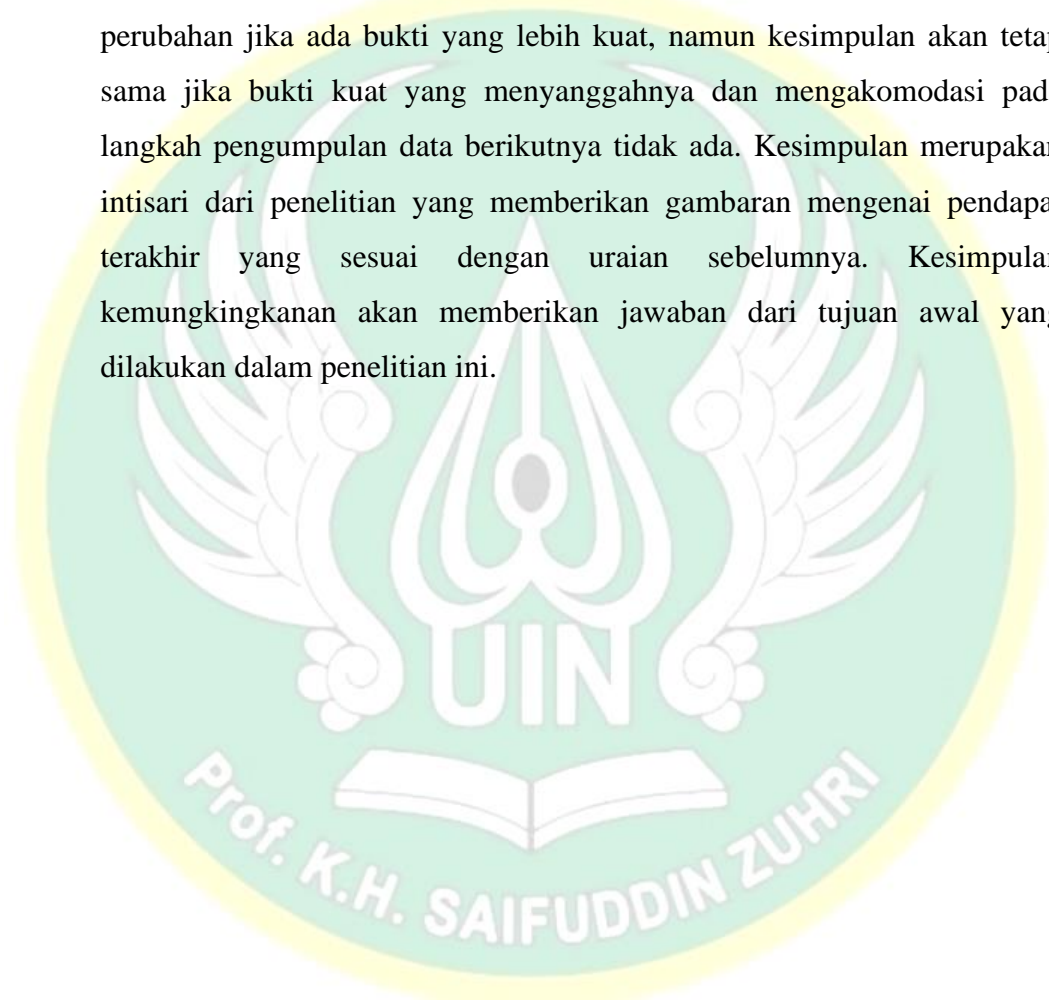 perubahan jika ada bukti yang lebih kuat, namun kesimpulan akan tetap
sama jika bukti kuat yang menyanggahnya dan mengakomodasi pad
langkah pengumpulan data berikutnya tidak ada. Kesimpulan merupakan
intisari dari penelitian yang memberikan gambaran mengenai pendapa
terakhir yang sesuai dengan uraian sebelumnya. Kesimpulan
kemungkingkanan akan memberikan jawaban dari tujuan awal yang
dilakukan dalam penelitian ini.
UIN
Prof. K.H. SAIFUDDIN ZUHRI